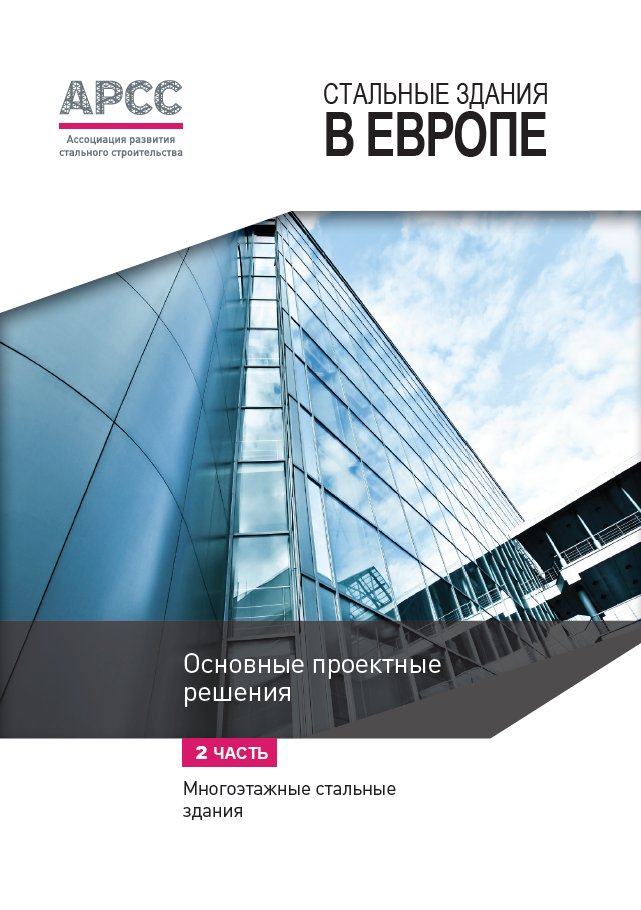 АРСС
Ассоциация развития
стального строительства
СТАЛЬНЫЕ ЗДАНИЯ
В ЕВРОПЕ
Основные проектные
решения
2 ЧАСТЬ
Многоэтажные стальные
здания